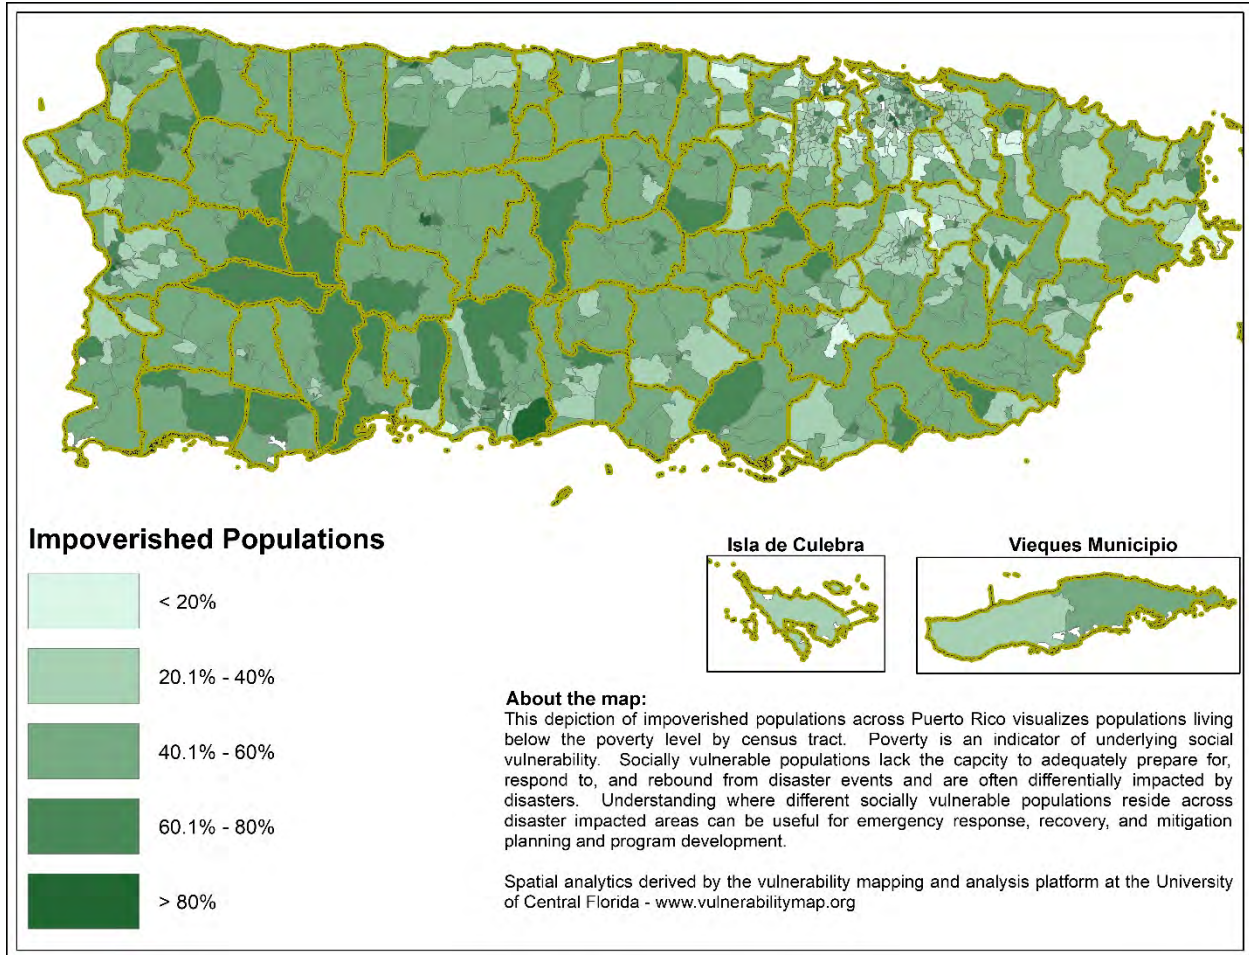 Impoverished Populations
< 20%
20.1% - 40%
40.1% - 60%
60.1% - 80%
> 80%
Isla de Culebra
Vieques Municipio
About the map:
This depiction of impoverished populations across Puerto Rico visualizes populations living
below the poverty level by census tract. Poverty is an indicator of underlying social
vulnerability. Socially vulnerable populations lack the capcity to adequately prepare for,
respond to, and rebound from disaster events and are often differentially impacted by
disasters. Understanding where different socially vulnerable populations reside across
disaster impacted areas can be useful for emergency response, recovery, and mitigation
planning and program development.
Spatial analytics derived by the vulnerability mapping and analysis platform at the University
of Central Florida - www.vulnerabilitymap.org